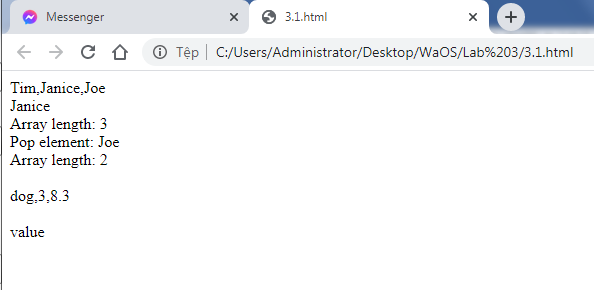 Messenger
3.1.html
Tệp
C:/Users/Administrator/Desktop/WaOS/Lab%203/3.1.html
Tim,Janice,Joe
Janice
Array length: 3
Pop element: Joe
Array length: 2
dog,3,8.3
value